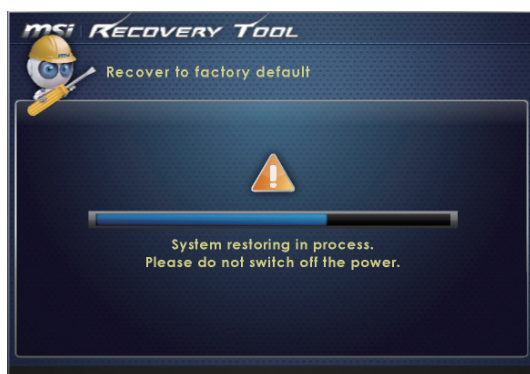 msi RECOVERY TOOL
Recover to factory default
System restoring in process.
Please do not switch off the power.